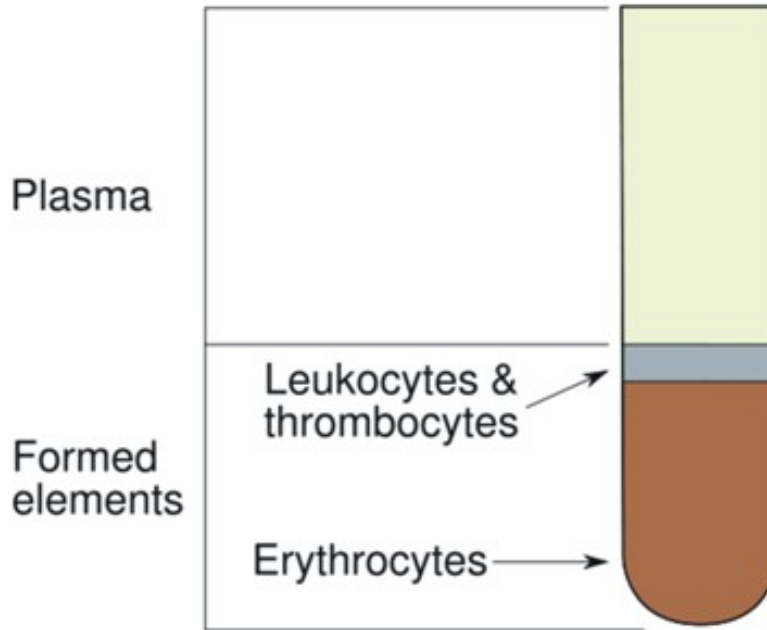 Plasma
Leukocytes &
thrombocytes
Formed
elements
Erythrocytes